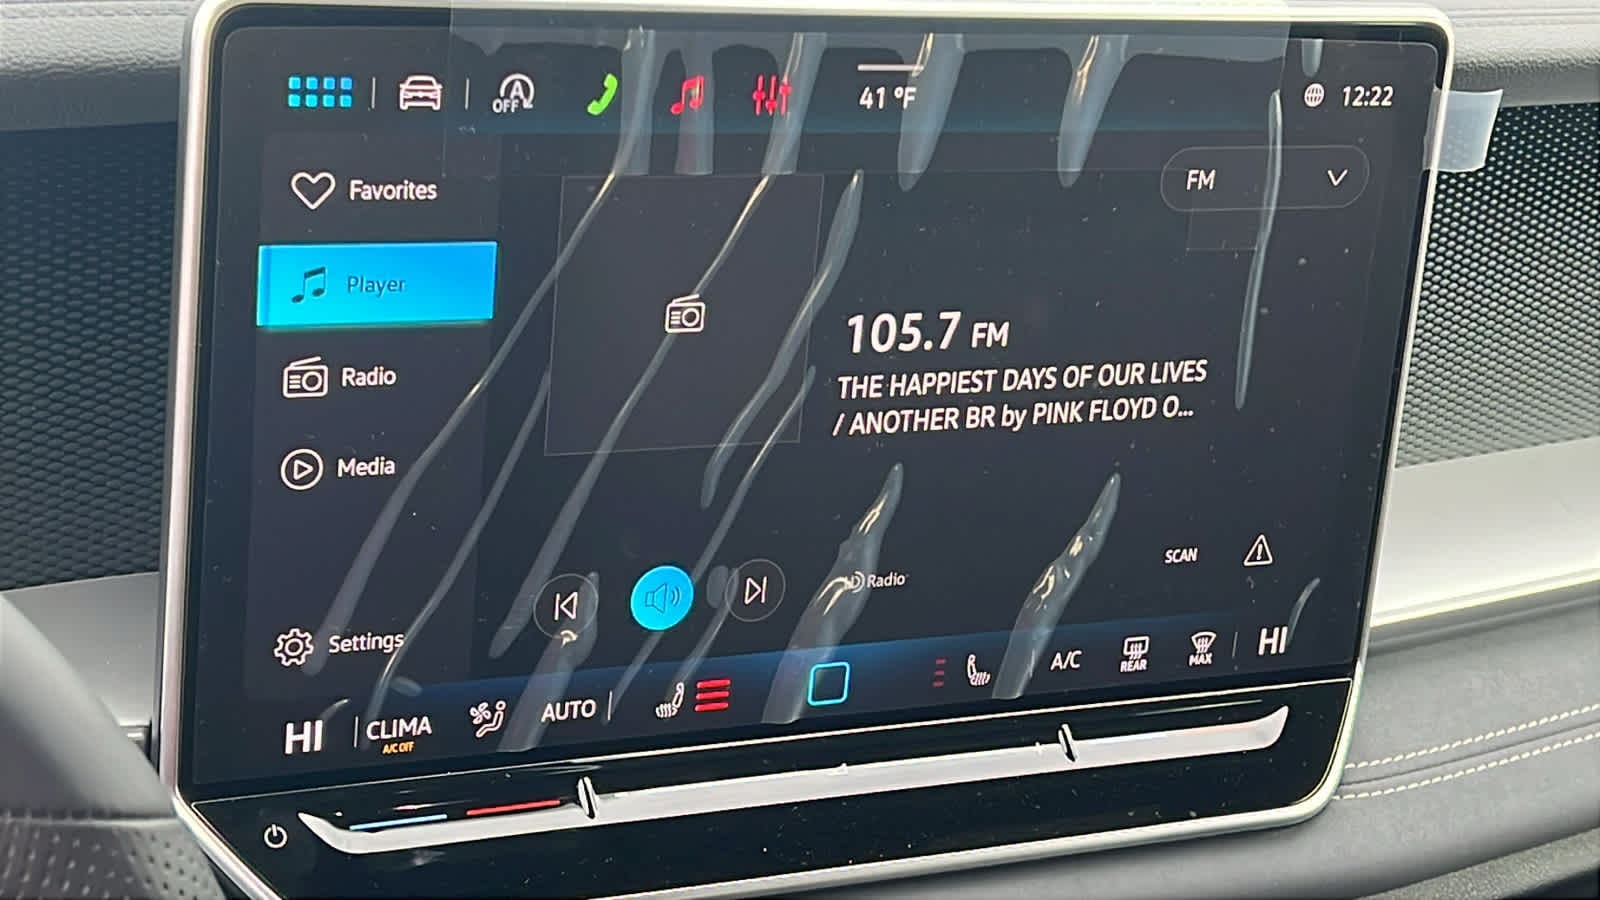 A OFF
41 °F
12:22
Favorites
FM
Player
Radio
Media
105.7 FM
THE HAPPIEST DAYS OF OUR LIVES
/ ANOTHER BR by PINK FLOYD O...
SCAN
HD Radio
Settings
HI
CLIMA
A/C OFF
AUTO
A/C
REAR
MAX
HI